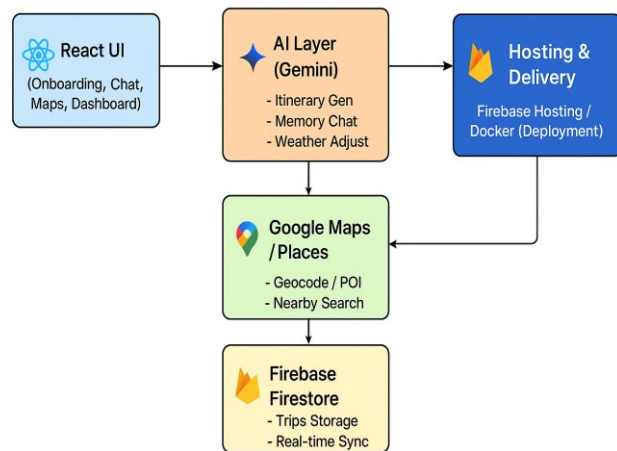 React UI
(Onboarding, Chat,
Maps, Dashboard)
AI Layer
(Gemini)
- Itinerary Gen
- Memory Chat
- Weather Adjust
Hosting &
Delivery
Firebase Hosting /
Docker (Deployment)
Google Maps
/ Places
- Geocode / POI
- Nearby Search
Firebase
Firestore
- Trips Storage
- Real-time Sync